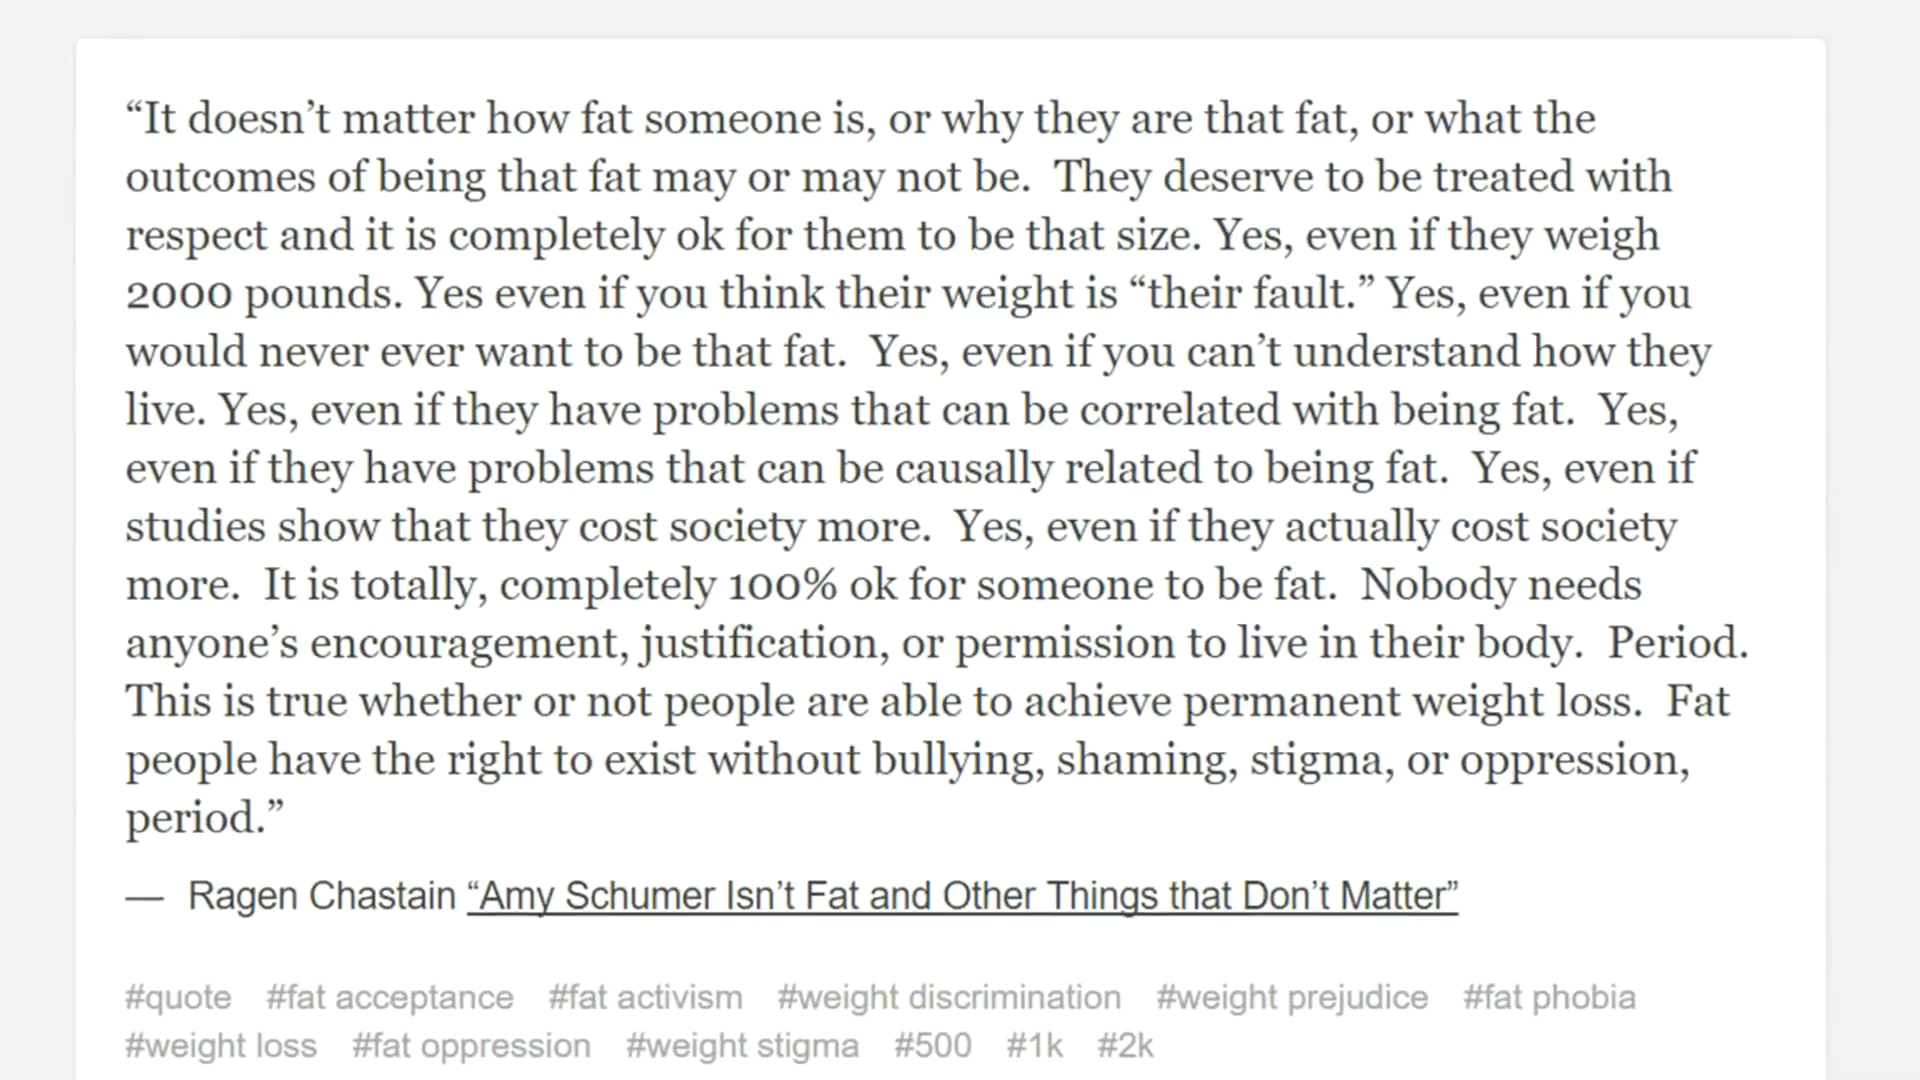 “It doesn’t matter how fat someone is, or why they are that fat, or what the
outcomes of being that fat may or may not be.  They deserve to be treated with
respect and it is completely ok for them to be that size. Yes, even if they weigh
2000 pounds. Yes even if you think their weight is “their fault.” Yes, even if you
would never ever want to be that fat.  Yes, even if you can’t understand how they
live. Yes, even if they have problems that can be correlated with being fat.  Yes,
even if they have problems that can be causally related to being fat.  Yes, even if
studies show that they cost society more.  Yes, even if they actually cost society
more.  It is totally, completely 100% ok for someone to be fat.  Nobody needs
anyone’s encouragement, justification, or permission to live in their body.  Period.
This is true whether or not people are able to achieve permanent weight loss.  Fat
people have the right to exist without bullying, shaming, stigma, or oppression,
period.”
— Ragen Chastain “Amy Schumer Isn’t Fat and Other Things that Don’t Matter”
#quote #fat acceptance #fat activism #weight discrimination #weight prejudice #fat phobia
#weight loss #fat oppression #weight stigma #500 #1k #2k